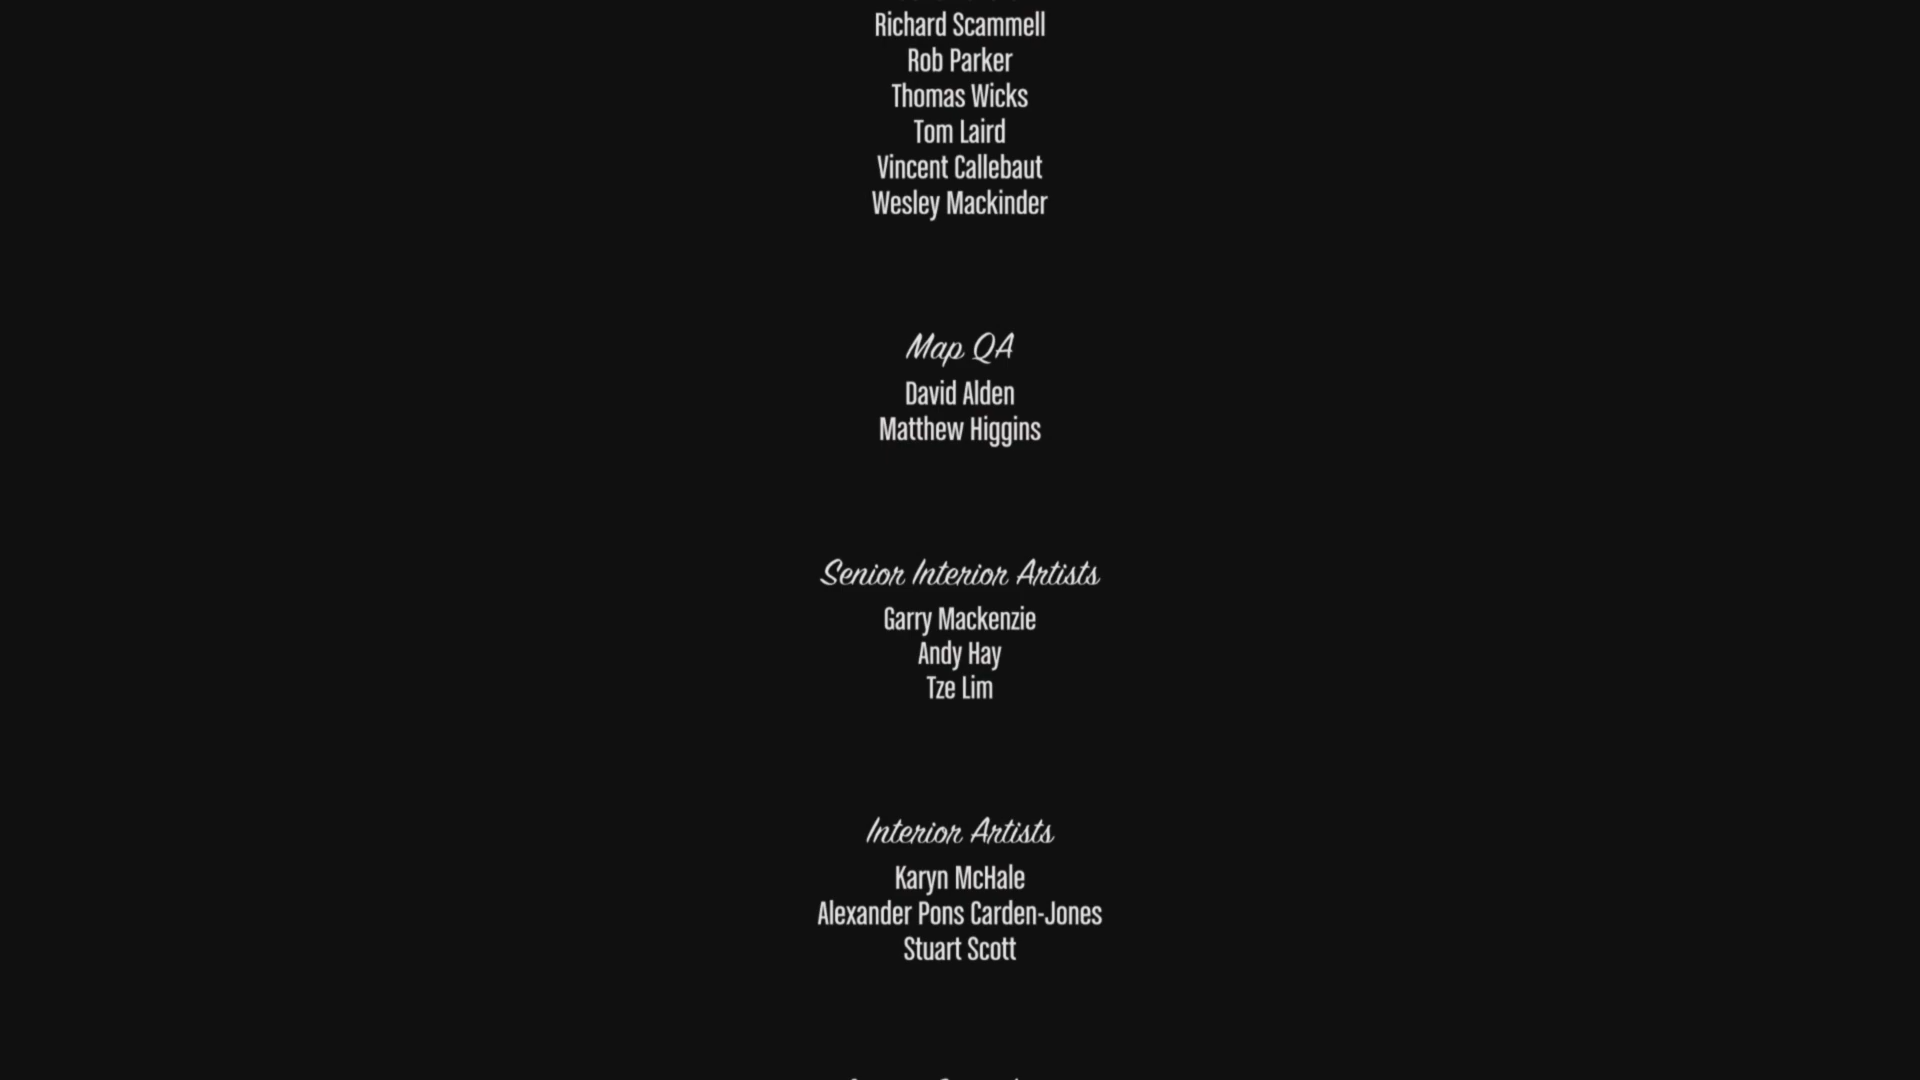 Richard Scammell
Rob Parker
Thomas Wicks
Tom Laird
Vincent Callebaut
Wesley Mackinder
Map QA
David Alden
Matthew Higgins
Senior Interior Artists
Garry Mackenzie
Andy Hay
Tze Lim
Interior Artists
Karyn McHale
Alexander Pons Carden-Jones
Stuart Scott